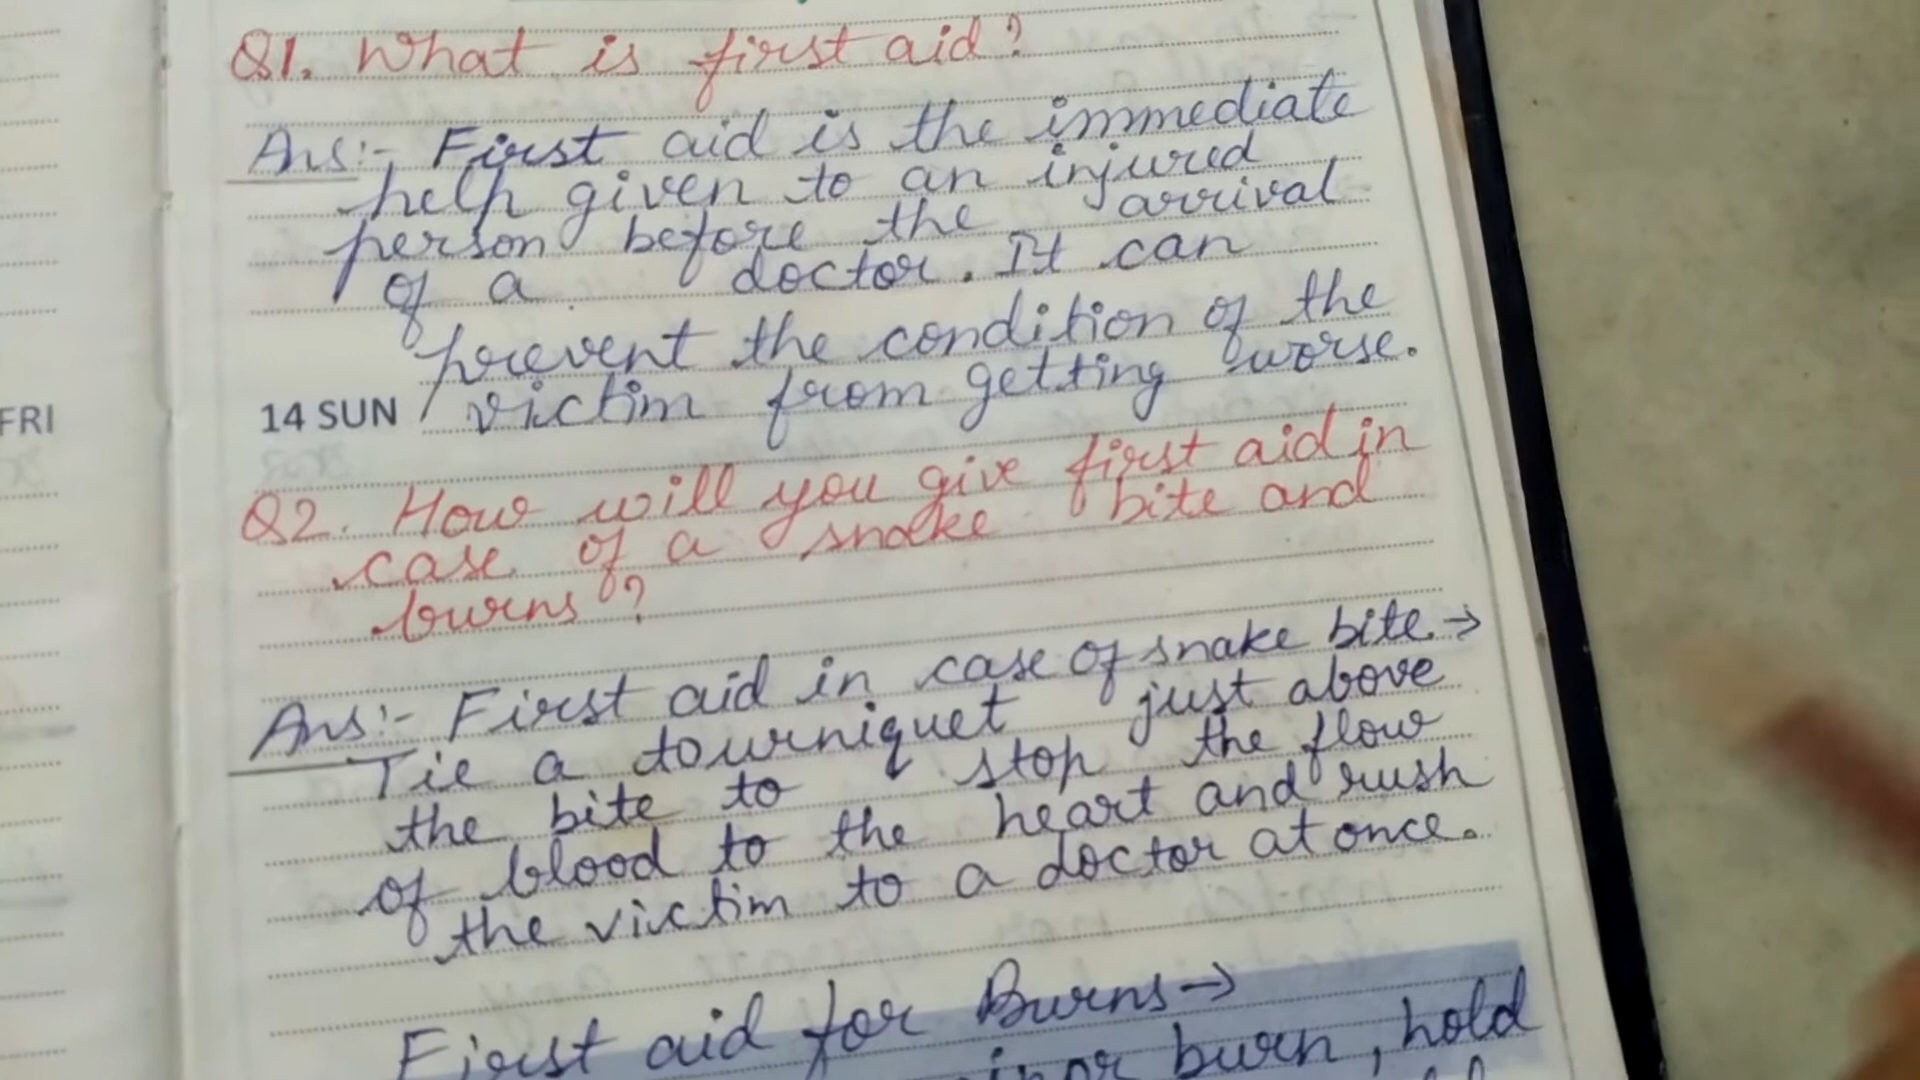 Q1. What is first aid?
Ans:- First aid is the immediate
help given to an injured
person before the arrival
of a doctor. It can
prevent the condition of the
14 SUN victim from getting worse.
FRI
Q2. How will you give first aid in
case of a snake bite and
burns?
Ans:- First aid in case of snake bite→
Tie a tourniquet just above
the bite to stop the flow
of blood to the heart and rush
the victim to a doctor at once.
First aid for Burns→
burn, hold